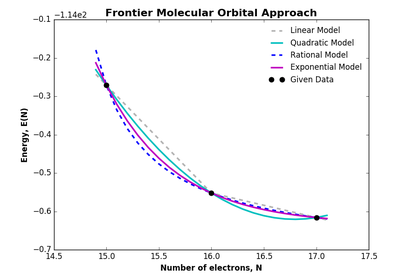 Frontier Molecular Orbital Approach
−1.14e2
−0.1
−0.2
−0.3
−0.4
−0.5
−0.6
−0.7
Energy, E(N)
Linear Model
Quadratic Model
Rational Model
Exponential Model
Given Data
14.5 15.0 15.5 16.0 16.5 17.0 17.5
Number of electrons, N